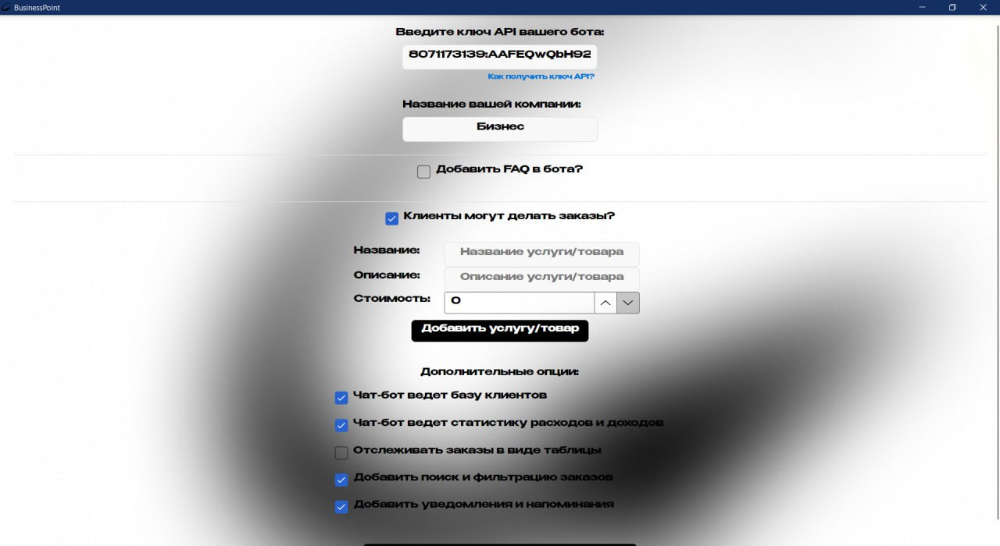 BusinessPoint
Введите ключ API вашего бота:
8071173139:AAFEQwQbH92
Как получить ключ API?
Название вашей компании:
Бизнес
Добавить FAQ в бота?
Клиенты могут делать заказы?
Название: Название услуги/товара
Описание: Описание услуги/товара
Стоимость: 0
Добавить услугу/товар
Дополнительные опции:
Чат-бот ведет базу клиентов
Чат-бот ведет статистику расходов и доходов
Отслеживать заказы в виде таблицы
Добавить поиск и фильтрацию заказов
Добавить уведомления и напоминания